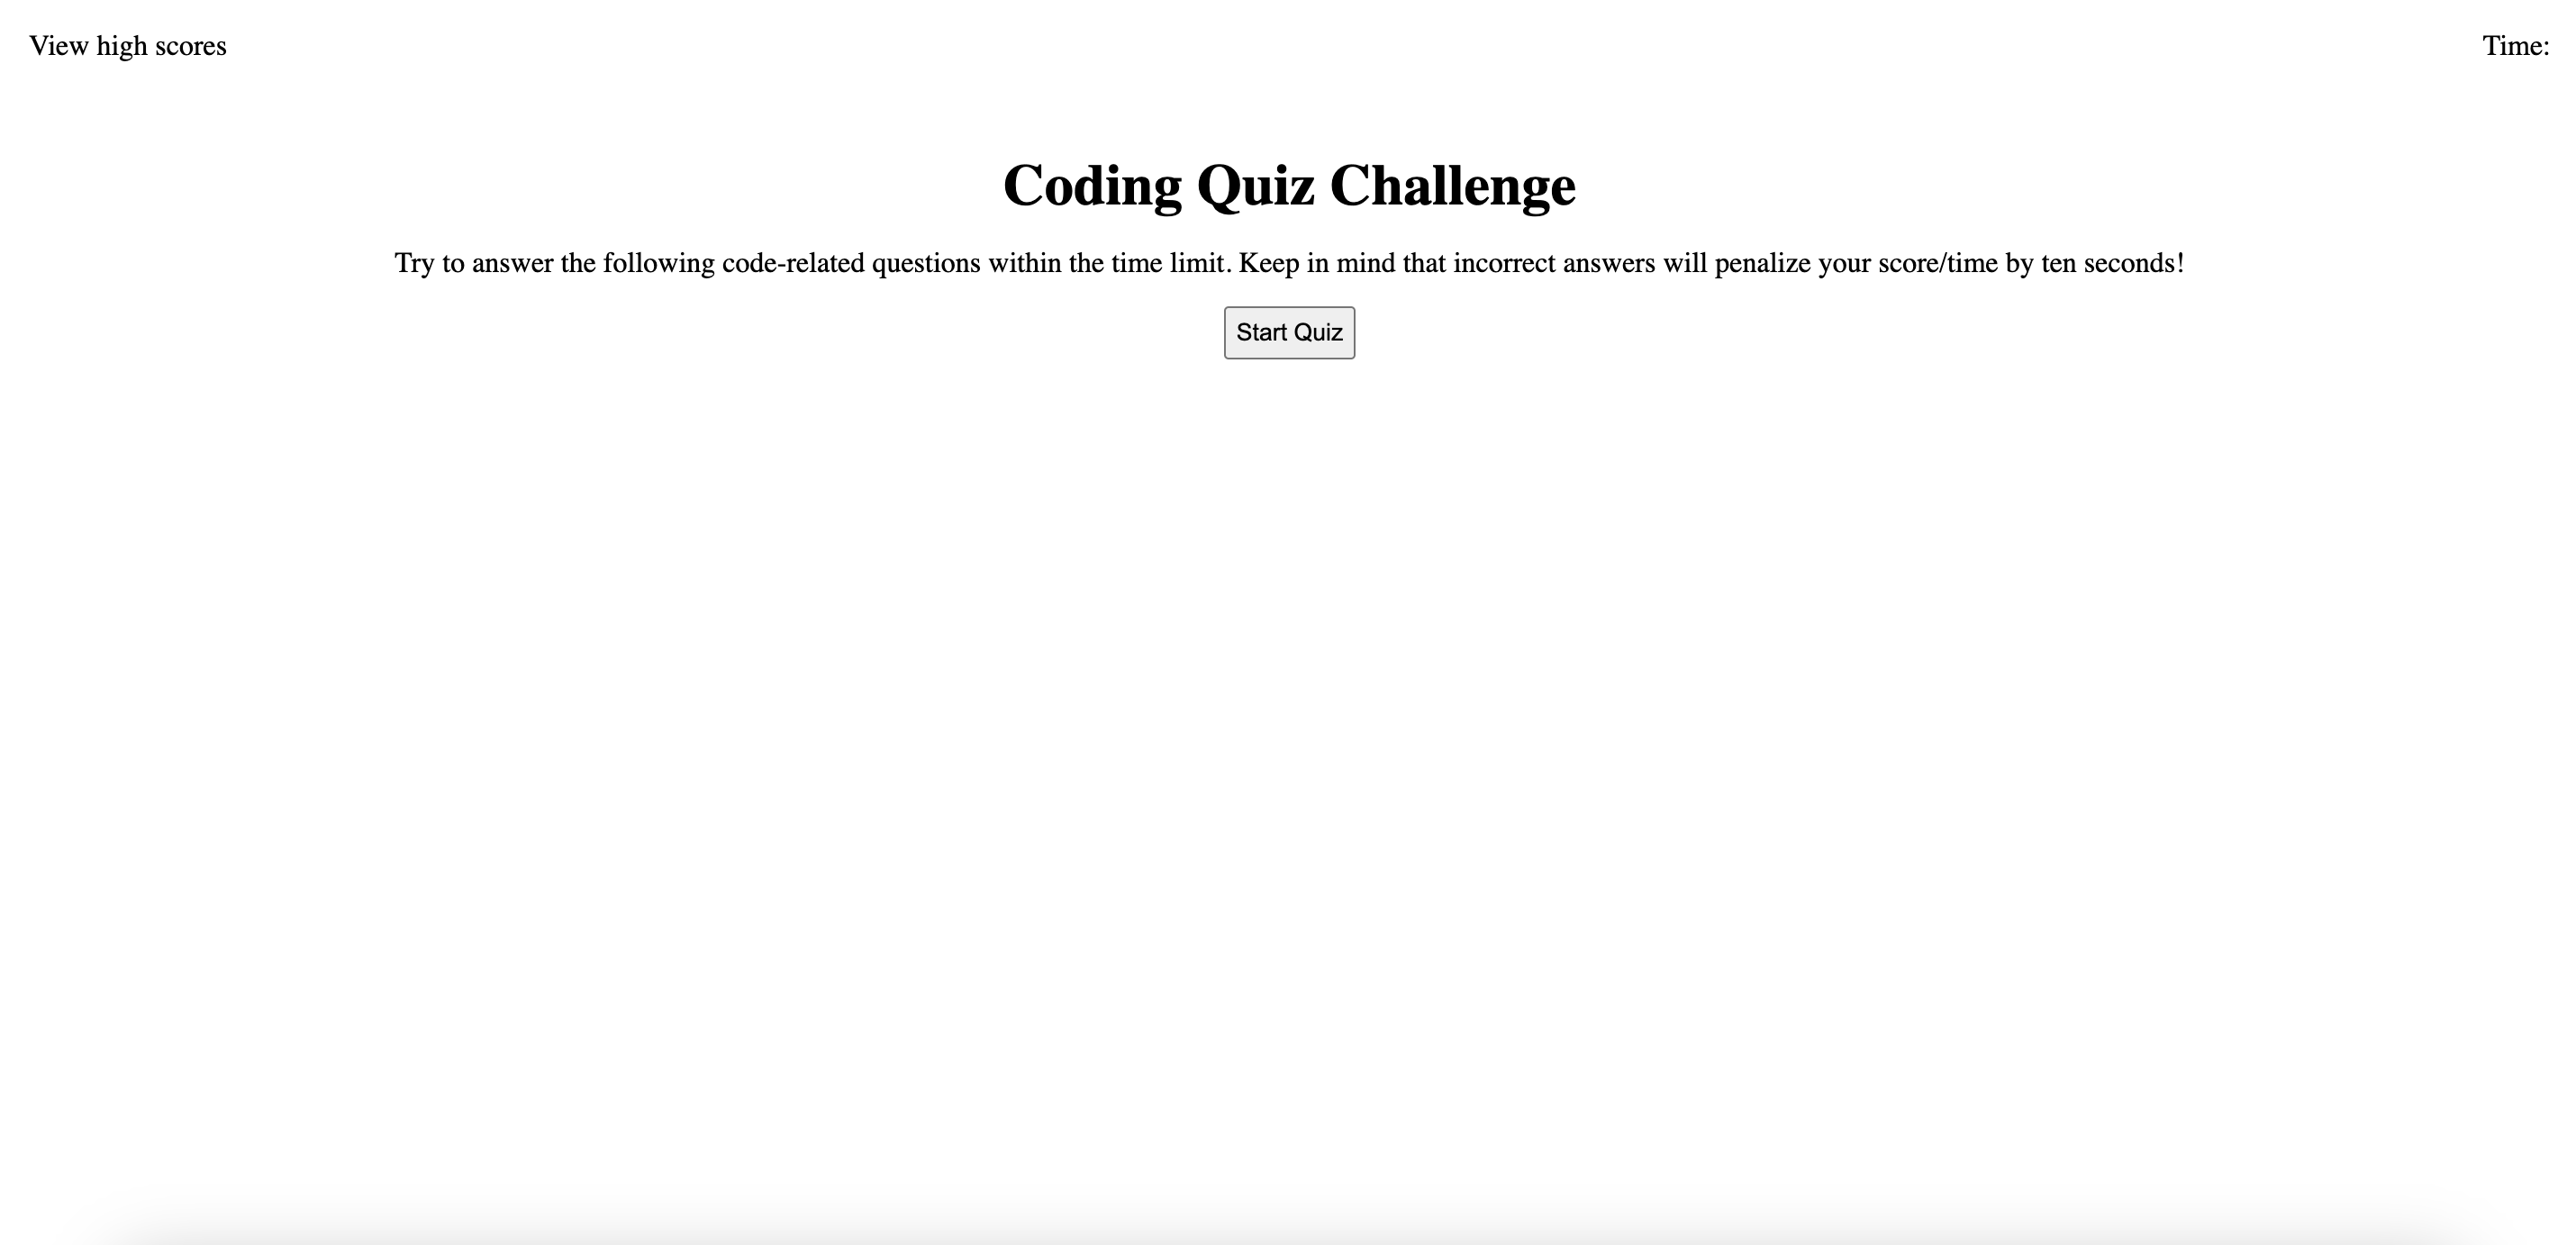 View high scores
Time:
Coding Quiz Challenge
Try to answer the following code-related questions within the time limit. Keep in mind that incorrect answers will penalize your score/time by ten seconds!
Start Quiz